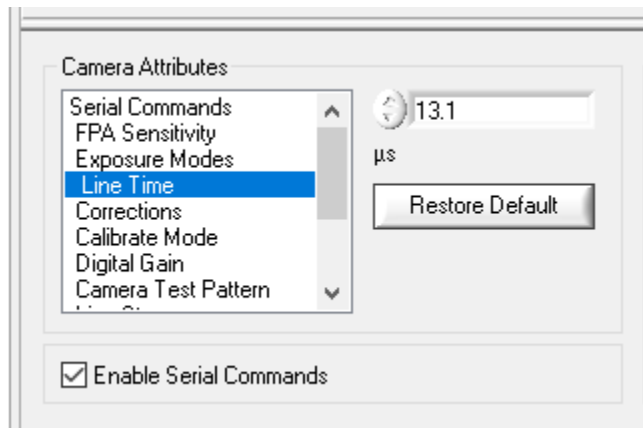 Camera Attributes
Serial Commands
FPA Sensitivity
Exposure Modes
Line Time
Corrections
Calibrate Mode
Digital Gain
Camera Test Pattern
13.1
µs
Restore Default
Enable Serial Commands